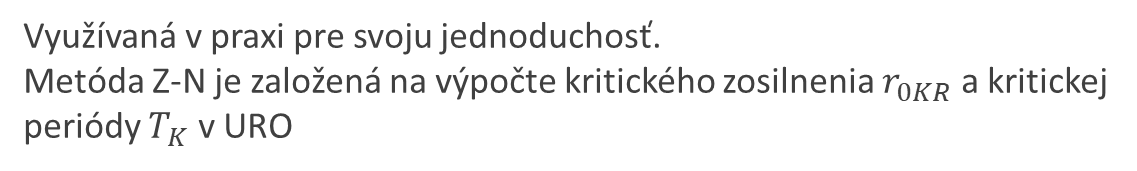 Využívaná v praxi pre svoju jednoduchosť.
Metóda Z-N je založená na výpočte kritického zosilnenia r₀ₖᵣ a kritickej
periódy Tₖ v URO